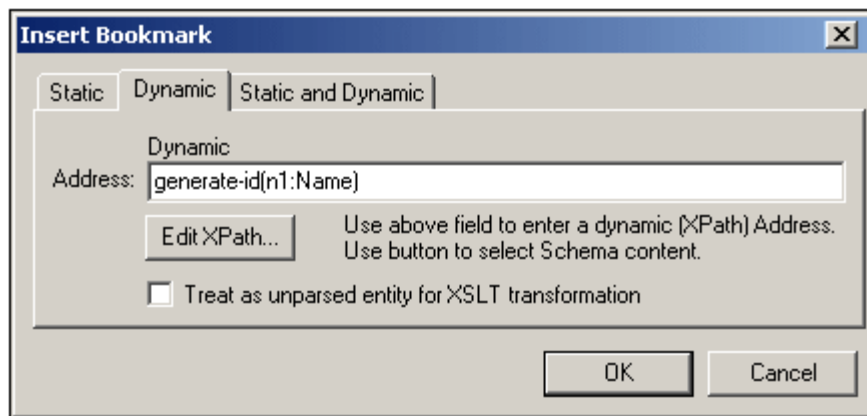 Insert Bookmark
Static Dynamic Static and Dynamic
Dynamic
Address: generate-id(n1:Name)
Edit XPath... Use above field to enter a dynamic (XPath) Address.
Use button to select Schema content.
Treat as unparsed entity for XSLT transformation
OK Cancel